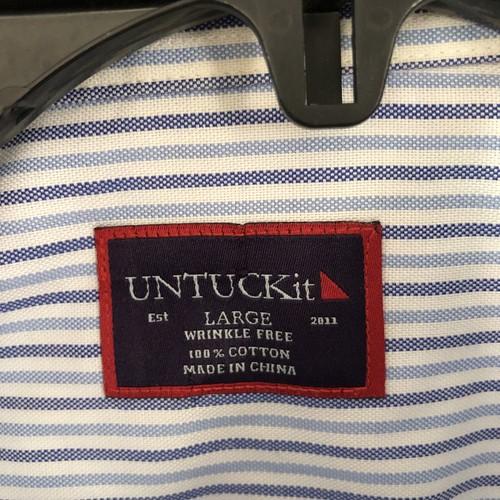 UNTUCKit
Est LARGE 2011
WRINKLE FREE
100% COTTON
MADE IN CHINA